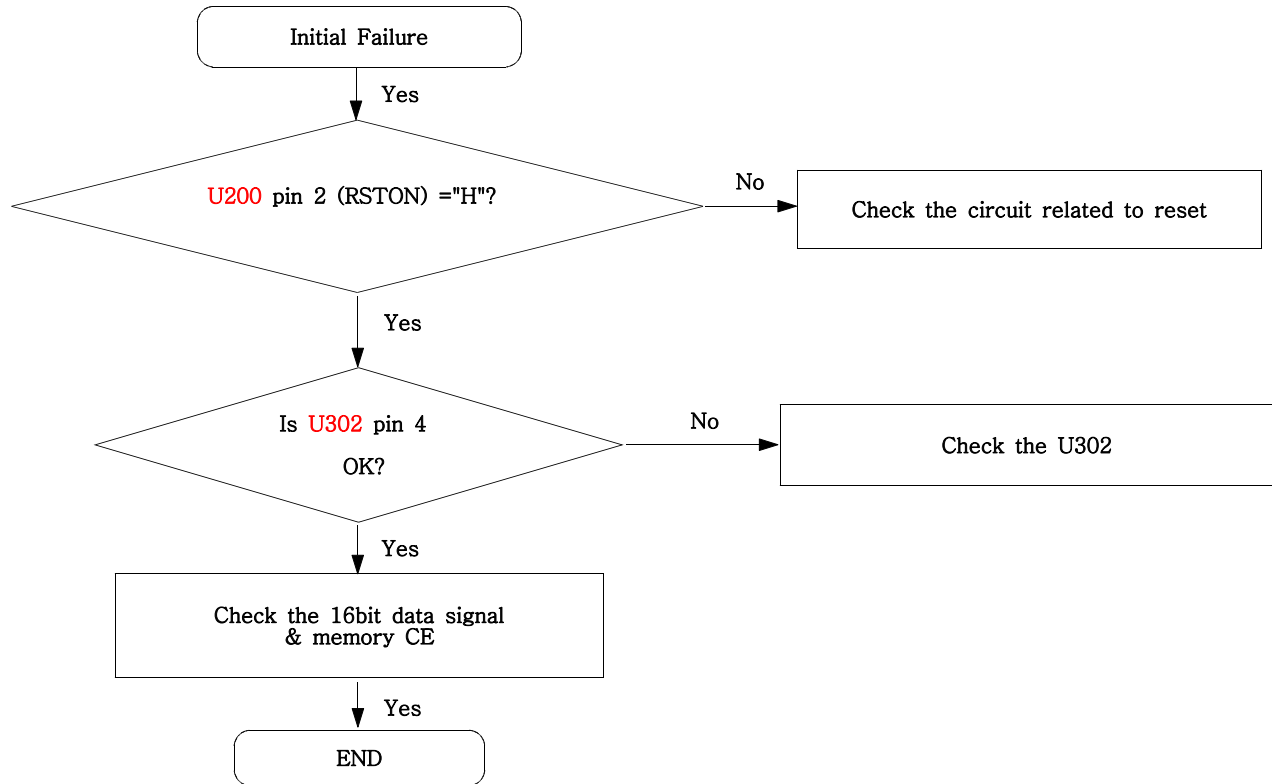 Initial Failure
Yes
U200 pin 2 (RSTON) ="H"?
No
Check the circuit related to reset
Yes
Is U302 pin 4
OK?
No
Check the U302
Yes
Check the 16bit data signal
& memory CE
Yes
END